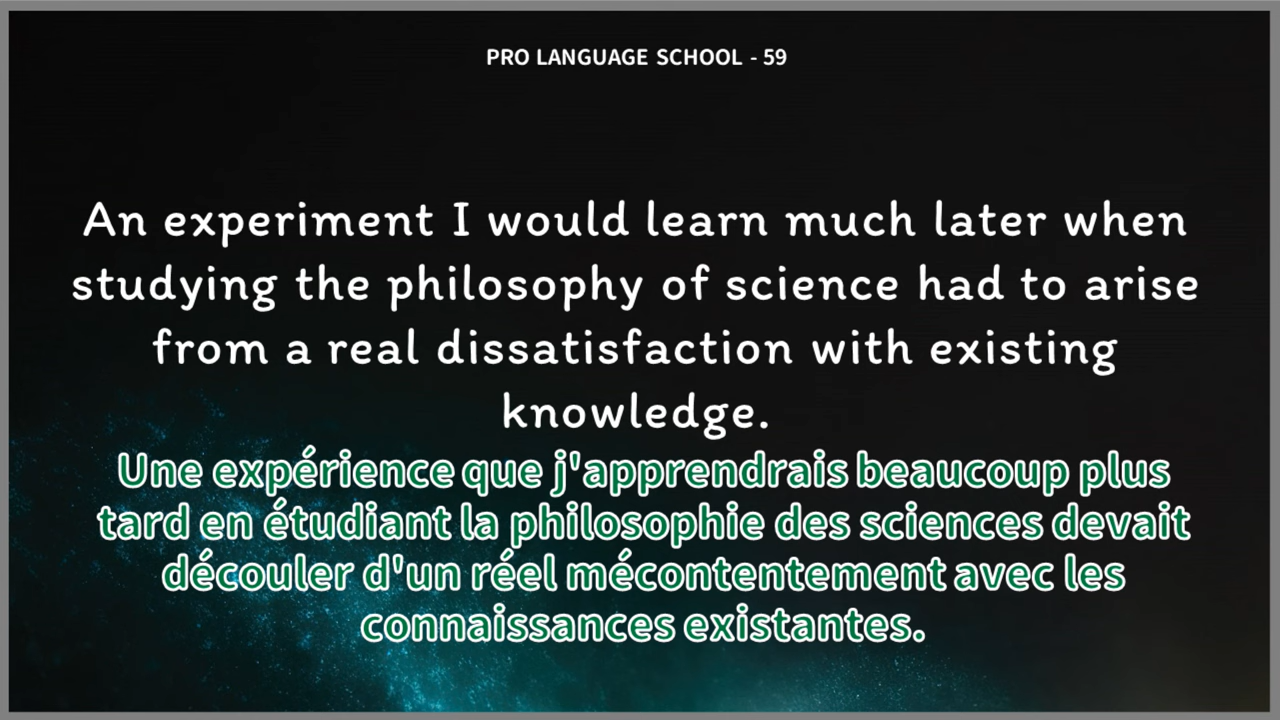 PRO LANGUAGE SCHOOL - 59
An experiment I would learn much later when
studying the philosophy of science had to arise
from a real dissatisfaction with existing
knowledge.
Une expérience que j'apprendrais beaucoup plus
tard en étudiant la philosophie des sciences devait
découler d'un réel mécontentement avec les
connaissances existantes.